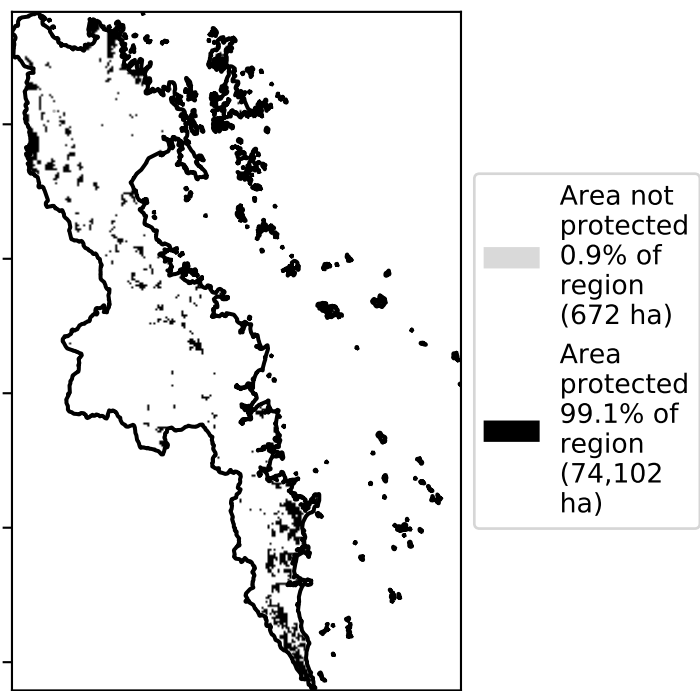 Area not
protected
0.9% of
region
(672 ha)
Area
protected
99.1% of
region
(74,102
ha)